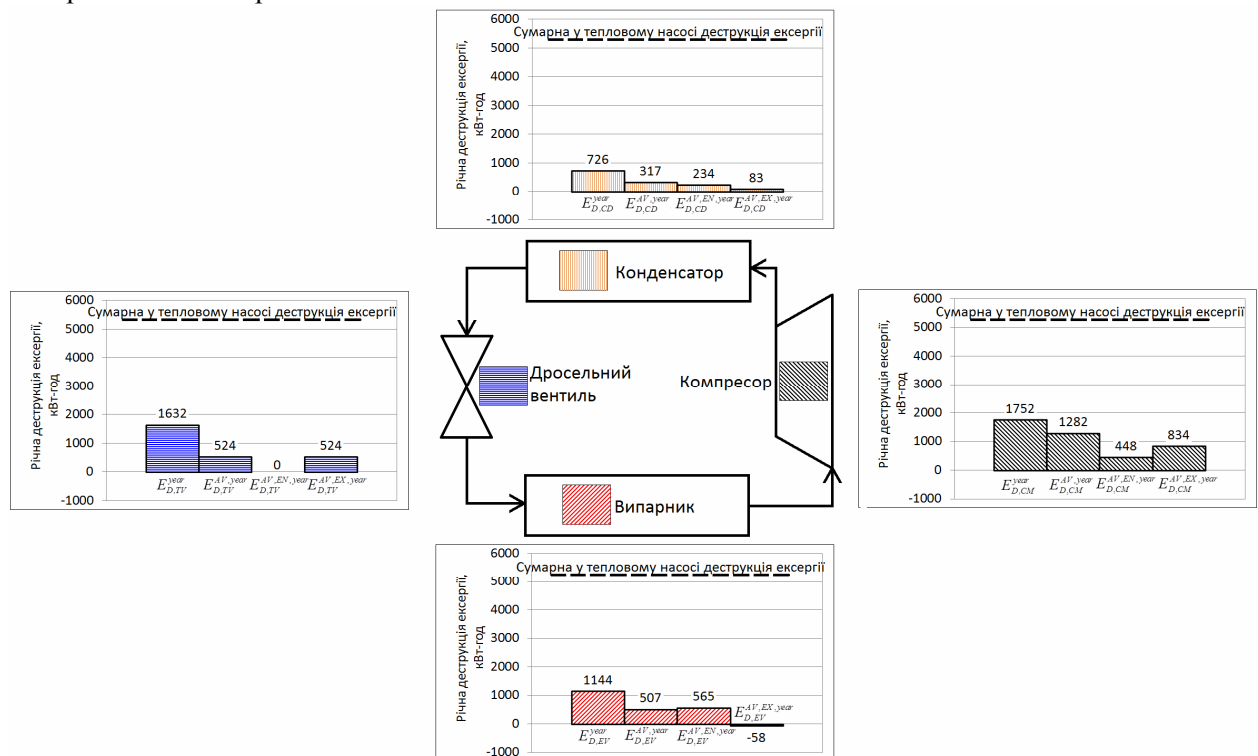 6000
Сумарна у тепловому насосі деструкція ексергії
5000
4000
3000
2000
1000
0
-1000
Річна деструкція ексергії,
кВт-год
726
317
234
83
E_{D,CD}^{year}
E_{D,CD}^{AV,year}
E_{D,CD}^{AV,EN,year}
E_{D,CD}^{AV,EX,year}
Конденсатор
6000
Сумарна у тепловому насосі деструкція ексергії
5000
4000
3000
2000
1000
0
-1000
Річна деструкція ексергії,
кВт-год
1632
524
0
524
E_{D,TV}^{year}
E_{D,TV}^{AV,year}
E_{D,TV}^{AV,EN,year}
E_{D,TV}^{AV,EX,year}
Дросельний
вентиль
Компресор
6000
Сумарна у тепловому насосі деструкція ексергії
5000
4000
3000
2000
1000
0
-1000
Річна деструкція ексергії,
кВт-год
1752
1282
448
834
E_{D,CM}^{year}
E_{D,CM}^{AV,year}
E_{D,CM}^{AV,EN,year}
E_{D,CM}^{AV,EX,year}
Випарник
6000
Сумарна у тепловому насосі деструкція ексергії
5000
4000
3000
2000
1000
0
-1000
Річна деструкція ексергії,
кВт-год
1144
507
565
-58
E_{D,EV}^{year}
E_{D,EV}^{AV,year}
E_{D,EV}^{AV,EN,year}
E_{D,EV}^{AV,EX,year}